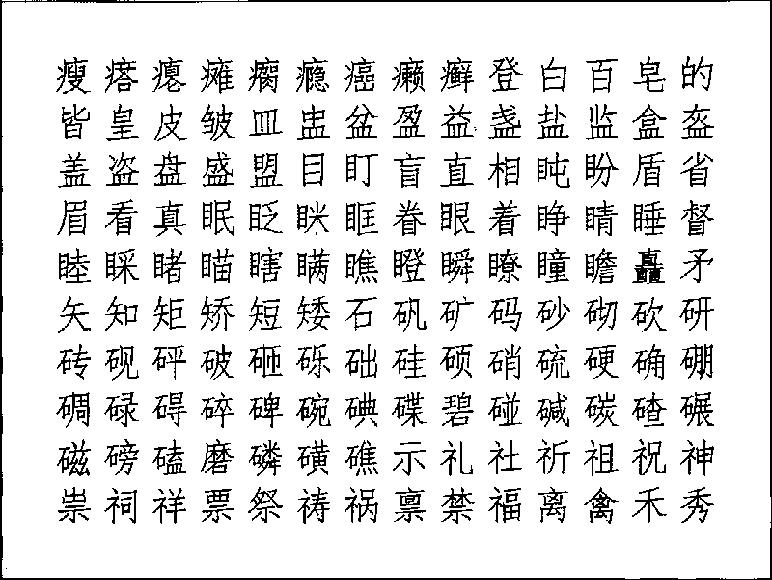 瘦瘩瘪瘫瘸瘾癌癞癣登白百皂的
皆皇皮皱皿盅盆盈益盏盐监盒盔
盖盗盘盛盟目盯盲直相盹盼盾省
眉看真眠眨眯眶眷眼着睁睛睡督
睦睬睹瞄瞎瞒瞧瞪瞬瞭瞳瞻矗矛
矢知矩矫短矮石矾矿码砂砌砍研
砖砚砰破砸砾础硅硕硝硫硬确硼
碉碌碍碎碑碗碘碟碧碰碱碳碴碾
磁磅磕磨磷磺礁示礼社祈祖祝神
祟祠祥票祭祷祸禀禁福离禽禾秀